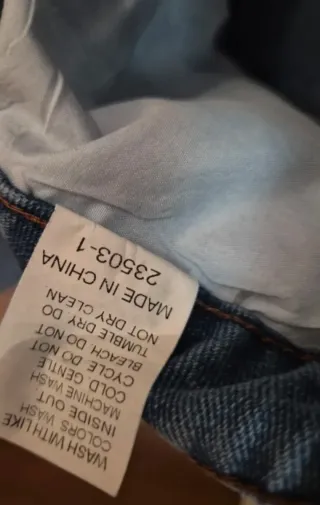 WASH WITH LIKE
COLORS WASH
INSIDE OUT.
MACHINE WASH
COLD GENTLE
CYCLE. DO NOT
BLEACH. DO NOT
TUMBLE DRY. DO
NOT DRY CLEAN.
MADE IN CHINA
23503-1